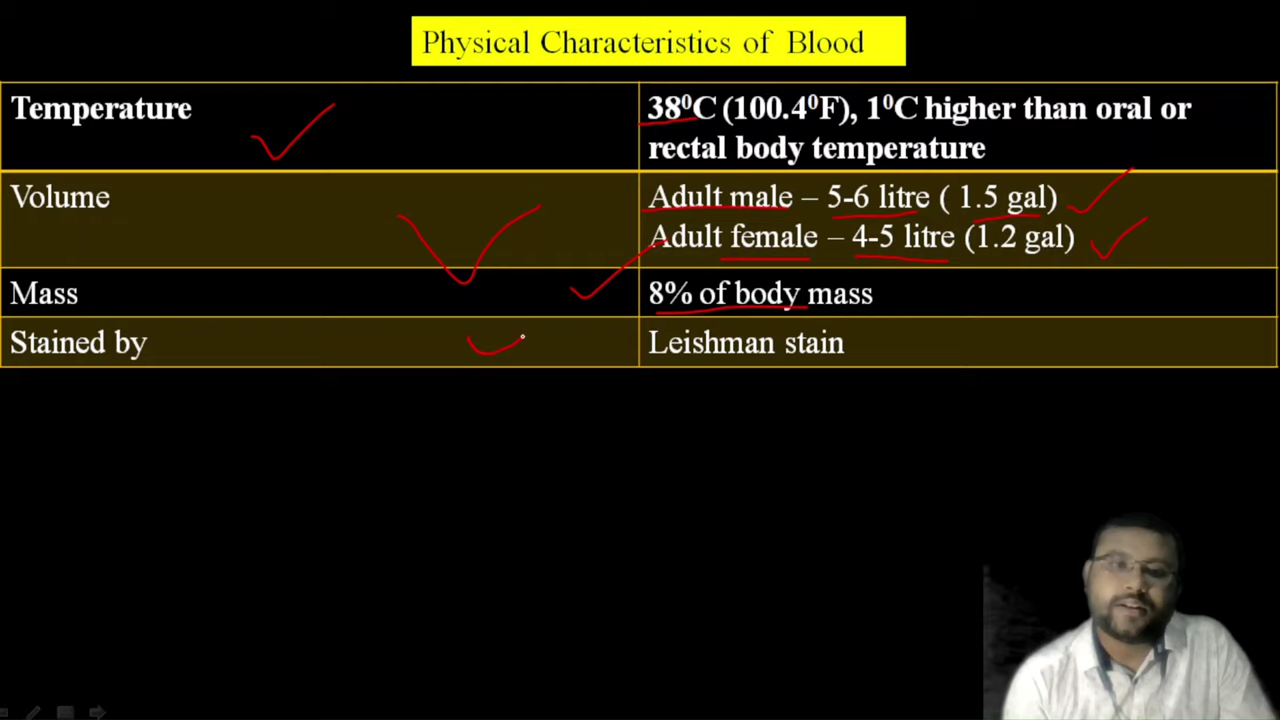 Physical Characteristics of Blood
Temperature
38⁰C (100.4⁰F), 1⁰C higher than oral or
rectal body temperature
Volume
Adult male – 5-6 litre ( 1.5 gal)
Adult female – 4-5 litre (1.2 gal)
Mass
8% of body mass
Stained by
Leishman stain